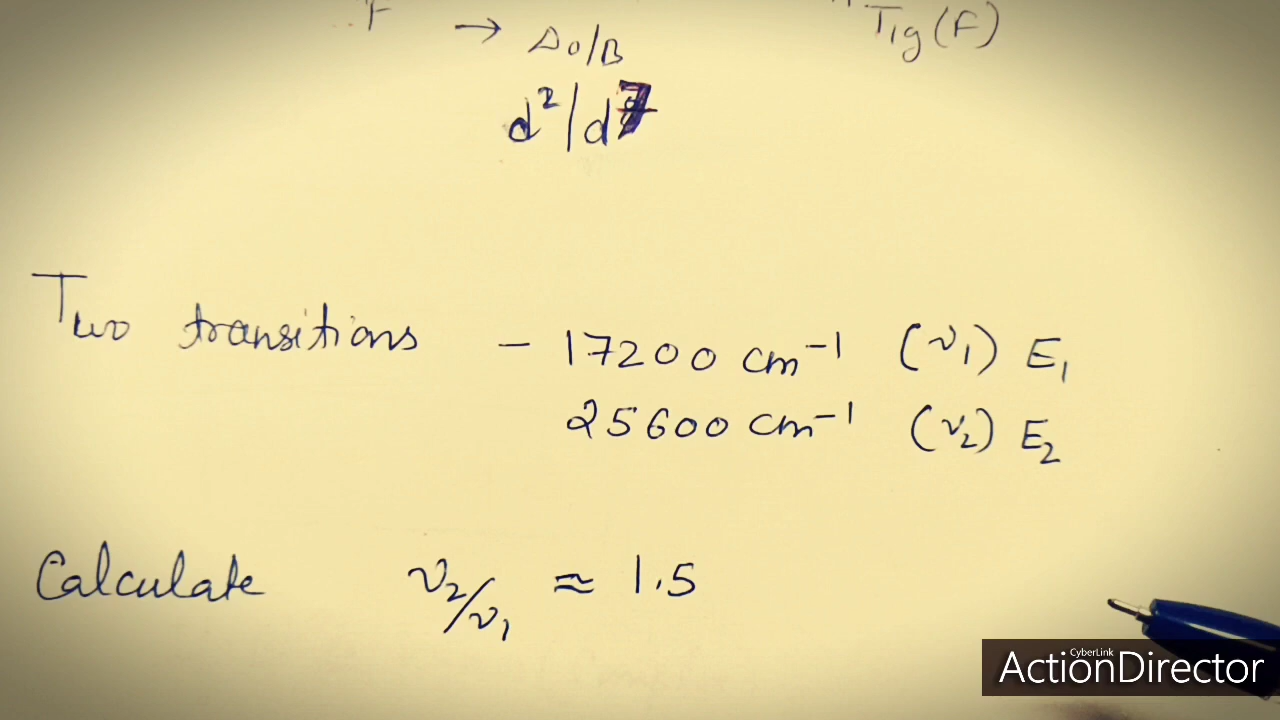 F → Δo/B T1g(F)
d²/d7
Two transitions – 17200 cm⁻¹ (ν₁) E₁
25600 cm⁻¹ (ν₂) E₂
Calculate ν₂/ν₁ ≈ 1.5
CyberLink
ActionDirector